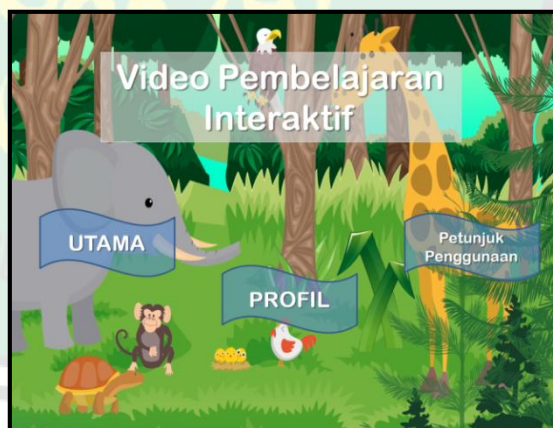 Video Pembelajaran
Interaktif
UTAMA
PROFIL
Petunjuk
Penggunaan